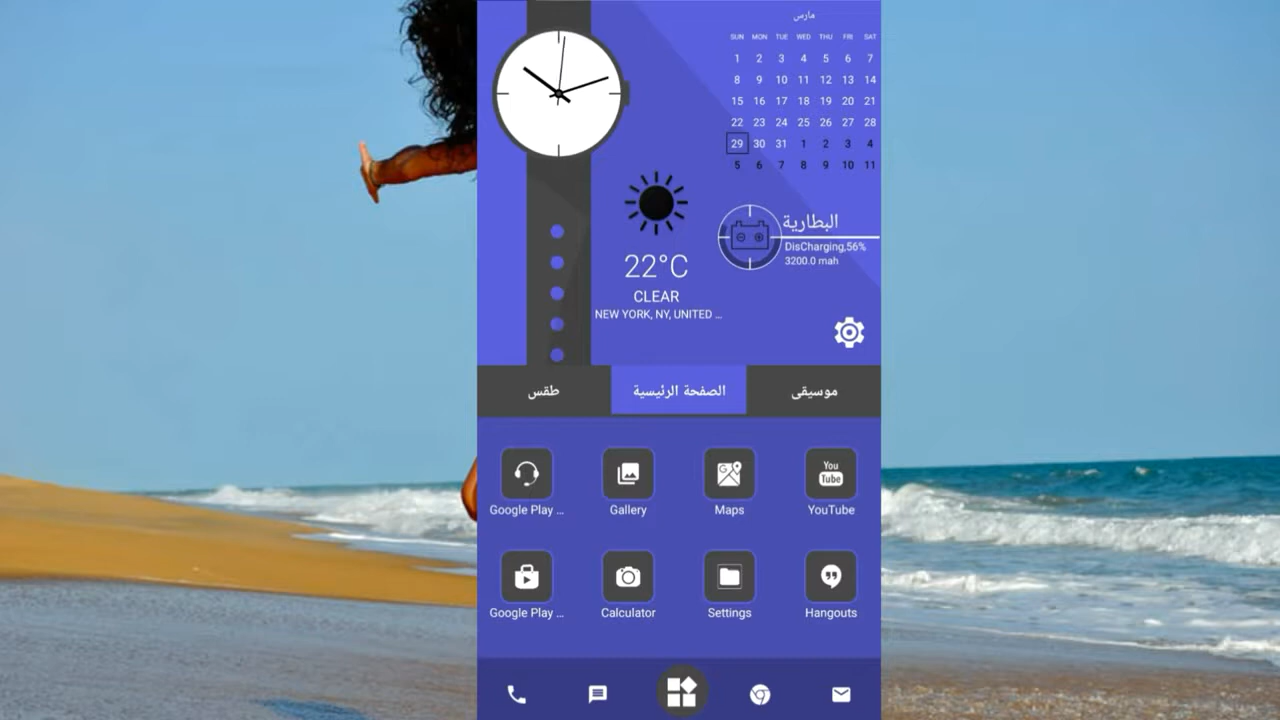 مارس
SUN MON TUE WED THU FRI SAT
1 2 3 4 5 6 7
8 9 10 11 12 13 14
15 16 17 18 19 20 21
22 23 24 25 26 27 28
29 30 31 1 2 3 4
5 6 7 8 9 10 11
البطارية
DisCharging,56%
3200.0 mah
22°C
CLEAR
NEW YORK, NY, UNITED ...
طقس
الصفحة الرئيسية
موسيقى
You Tube
Google Play ... Gallery Maps YouTube
Google Play ... Calculator Settings Hangouts